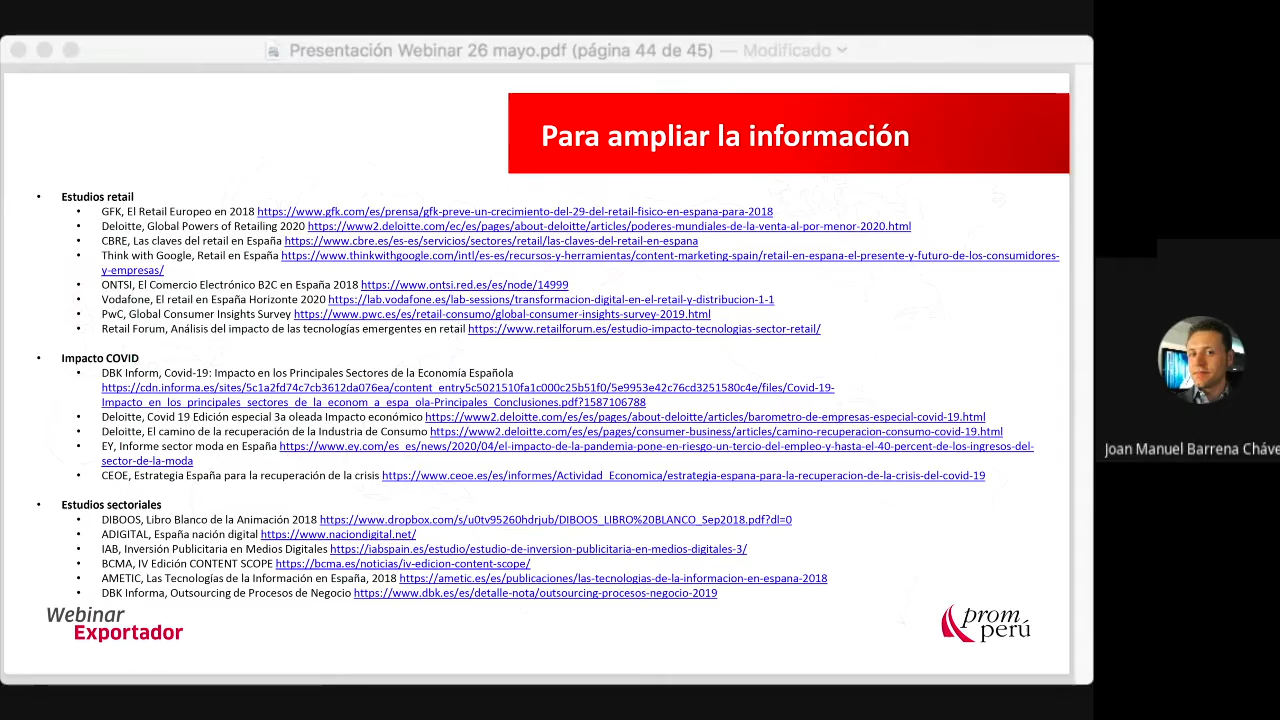 Presentación Webinar 26 mayo.pdf (página 44 de 45) — Modificado
Para ampliar la información
• Estudios retail
• GFK, El Retail Europeo en 2018 https://www.gfk.com/es/prensa/gfk-preve-un-crecimiento-del-29-del-retail-fisico-en-espana-para-2018
• Deloitte, Global Powers of Retailing 2020 https://www2.deloitte.com/ec/es/pages/about-deloitte/articles/poderes-mundiales-de-la-venta-al-por-menor-2020.html
• CBRE, Las claves del retail en España https://www.cbre.es/es-es/servicios/sectores/retail/las-claves-del-retail-en-espana
• Think with Google, Retail en España https://www.thinkwithgoogle.com/intl/es-es/recursos-y-herramientas/content-marketing-spain/retail-en-espana-el-presente-y-futuro-de-los-consumidores-
y-empresas/
• ONTSI, El Comercio Electrónico B2C en España 2018 https://www.ontsi.red.es/es/node/14999
• Vodafone, El retail en España Horizonte 2020 https://lab.vodafone.es/lab-sessions/transformacion-digital-en-el-retail-y-distribucion-1-1
• PwC, Global Consumer Insights Survey https://www.pwc.es/es/retail-consumo/global-consumer-insights-survey-2019.html
• Retail Forum, Análisis del impacto de las tecnologías emergentes en retail https://www.retailforum.es/estudio-impacto-tecnologias-sector-retail/
• Impacto COVID
• DBK Inform, Covid-19: Impacto en los Principales Sectores de la Economía Española
https://cdn.informa.es/sites/5c1a2fd74c7cb3612da076ea/content_entry5c5021510fa1c000c25b51f0/5e9953e42c76cd3251580c4e/files/Covid-19-
Impacto_en_los_principales_sectores_de_la_econom_a_espa_ola-Principales_Conclusiones.pdf?1587106788
• Deloitte, Covid 19 Edición especial 3a oleada Impacto económico https://www2.deloitte.com/es/es/pages/about-deloitte/articles/barometro-de-empresas-especial-covid-19.html
• Deloitte, El camino de la recuperación de la Industria de Consumo https://www2.deloitte.com/es/es/pages/consumer-business/articles/camino-recuperacion-consumo-covid-19.html
• EY, Informe sector moda en España https://www.ey.com/es_es/news/2020/04/el-impacto-de-la-pandemia-pone-en-riesgo-un-tercio-del-empleo-y-hasta-el-40-percent-de-los-ingresos-del-
sector-de-la-moda
• CEOE, Estrategia España para la recuperación de la crisis https://www.ceoe.es/es/informes/Actividad_Economica/estrategia-espana-para-la-recuperacion-de-la-crisis-del-covid-19
• Estudios sectoriales
• DIBOOS, Libro Blanco de la Animación 2018 https://www.dropbox.com/s/u0tv95260hdrjub/DIBOOS_LIBRO%20BLANCO_Sep2018.pdf?dl=0
• ADIGITAL, España nación digital https://www.naciondigital.net/
• IAB, Inversión Publicitaria en Medios Digitales https://iabspain.es/estudio/estudio-de-inversion-publicitaria-en-medios-digitales-3/
• BCMA, IV Edición CONTENT SCOPE https://bcma.es/noticias/iv-edicion-content-scope/
• AMETIC, Las Tecnologías de la Información en España, 2018 https://ametic.es/es/publicaciones/las-tecnologias-de-la-informacion-en-espana-2018
• DBK Informa, Outsourcing de Procesos de Negocio https://www.dbk.es/es/detalle-nota/outsourcing-procesos-negocio-2019
Webinar
Exportador
prom
perú
Joan Manuel Barrena Cháve